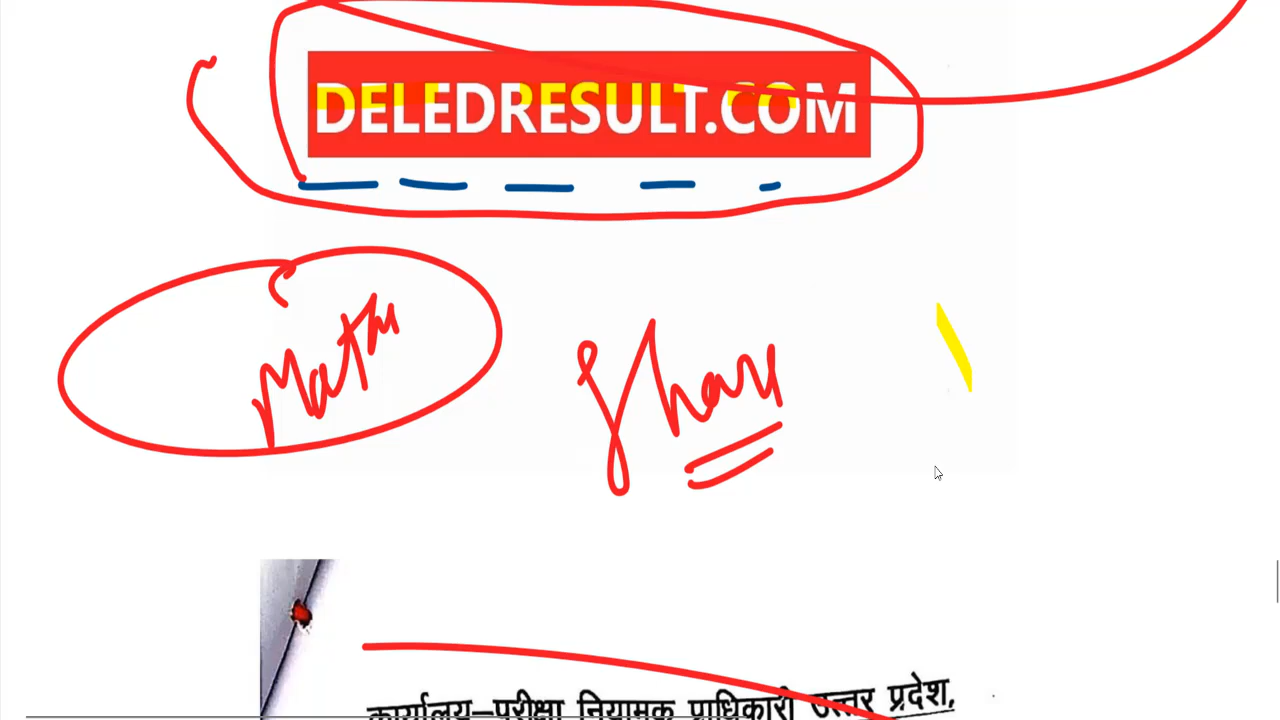 DELEDRESULT.COM
Math Share
कार्यालय-परीक्षा नियामक प्राधिकारी उत्तर प्रदेश,